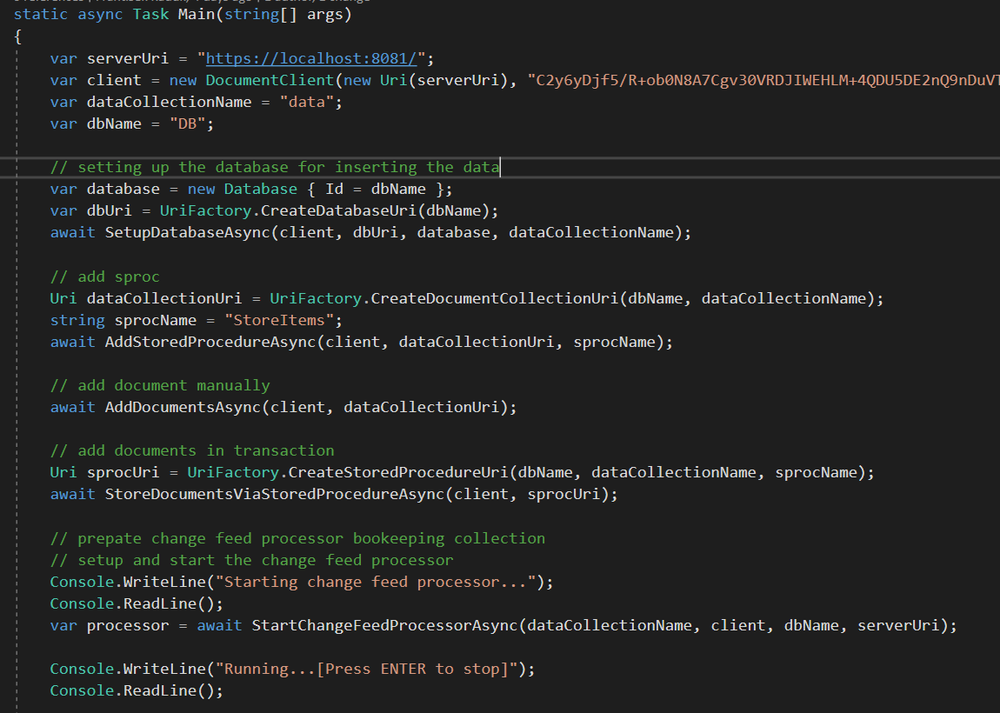 static async Task Main(string[] args)
{
var serverUri = "https://localhost:8081/";
var client = new DocumentClient(new Uri(serverUri), "C2y6yDjf5/R+ob0N8A7Cgv30VRDJIWEHLM+4QDU5DE2nQ9nDuVT
var dataCollectionName = "data";
var dbName = "DB";
// setting up the database for inserting the data
var database = new Database { Id = dbName };
var dbUri = UriFactory.CreateDatabaseUri(dbName);
await SetupDatabaseAsync(client, dbUri, database, dataCollectionName);
// add sproc
Uri dataCollectionUri = UriFactory.CreateDocumentCollectionUri(dbName, dataCollectionName);
string sprocName = "StoreItems";
await AddStoredProcedureAsync(client, dataCollectionUri, sprocName);
// add document manually
await AddDocumentsAsync(client, dataCollectionUri);
// add documents in transaction
Uri sprocUri = UriFactory.CreateStoredProcedureUri(dbName, dataCollectionName, sprocName);
await StoreDocumentsViaStoredProcedureAsync(client, sprocUri);
// prepate change feed processor bookeeping collection
// setup and start the change feed processor
Console.WriteLine("Starting change feed processor...");
Console.ReadLine();
var processor = await StartChangeFeedProcessorAsync(dataCollectionName, client, dbName, serverUri);
Console.WriteLine("Running...[Press ENTER to stop]");
Console.ReadLine();